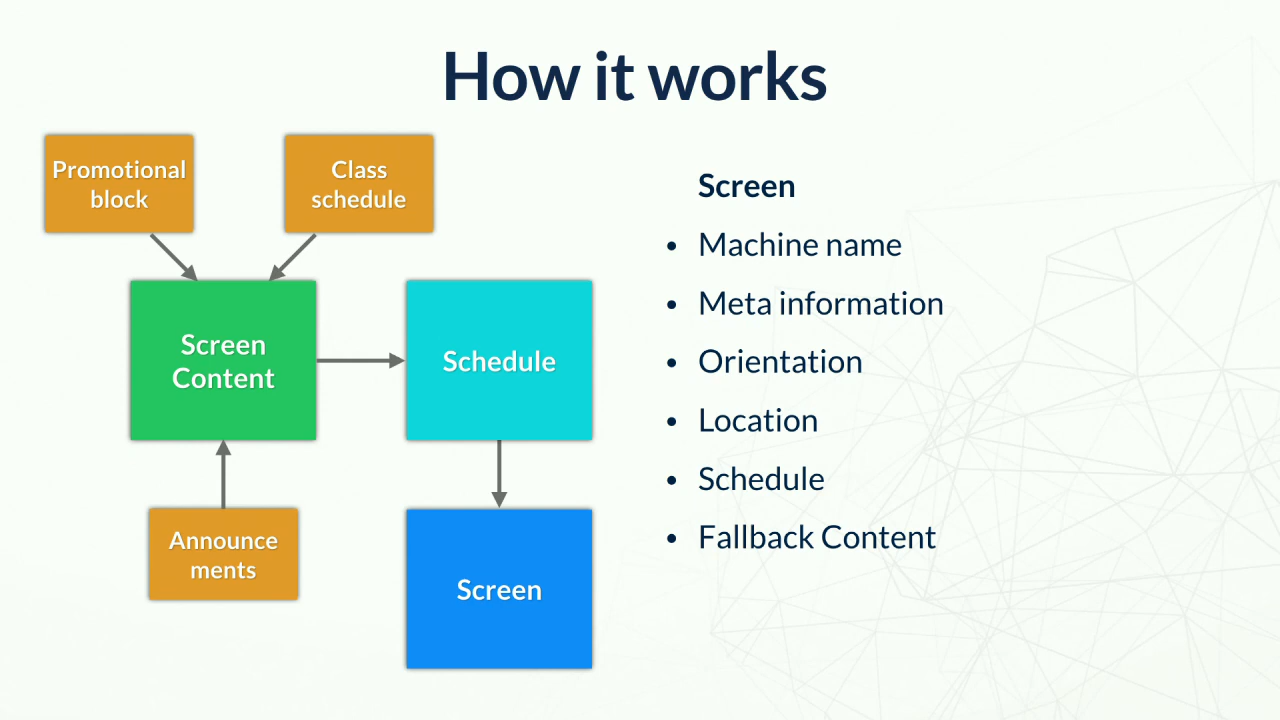 How it works
Promotional
block
Class
schedule
Screen
Content
Schedule
Announce
ments
Screen
Screen
• Machine name
• Meta information
• Orientation
• Location
• Schedule
• Fallback Content